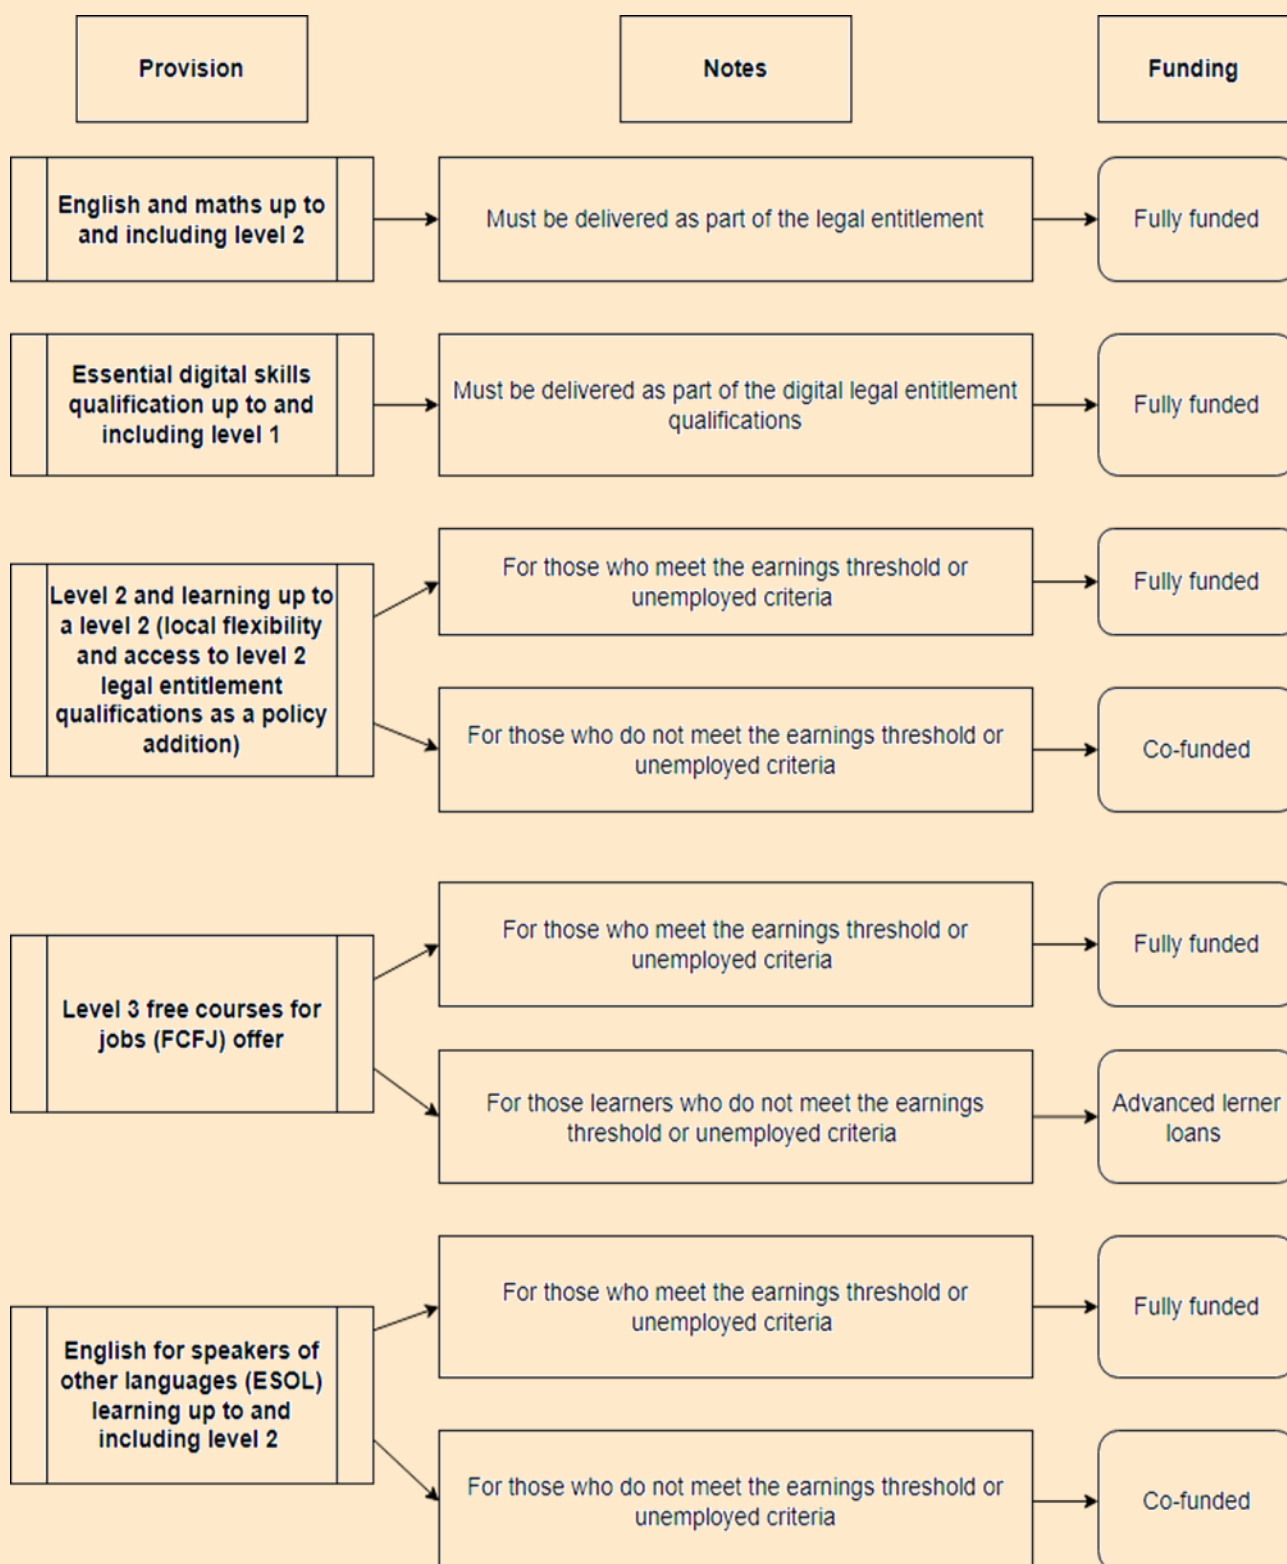 Provision
Notes
Funding
English and maths up to
and including level 2
Must be delivered as part of the legal entitlement
Fully funded
Essential digital skills
qualification up to and
including level 1
Must be delivered as part of the digital legal entitlement
qualifications
Fully funded
Level 2 and learning up to
a level 2 (local flexibility
and access to level 2
legal entitlement
qualifications as a policy
addition)
For those who meet the earnings threshold or
unemployed criteria
Fully funded
For those who do not meet the earnings threshold or
unemployed criteria
Co-funded
Level 3 free courses for
jobs (FCFJ) offer
For those who meet the earnings threshold or
unemployed criteria
Fully funded
For those learners who do not meet the earnings
threshold or unemployed criteria
Advanced lerner
loans
English for speakers of
other languages (ESOL)
learning up to and
including level 2
For those who meet the earnings threshold or
unemployed criteria
Fully funded
For those who do not meet the earnings threshold or
unemployed criteria
Co-funded